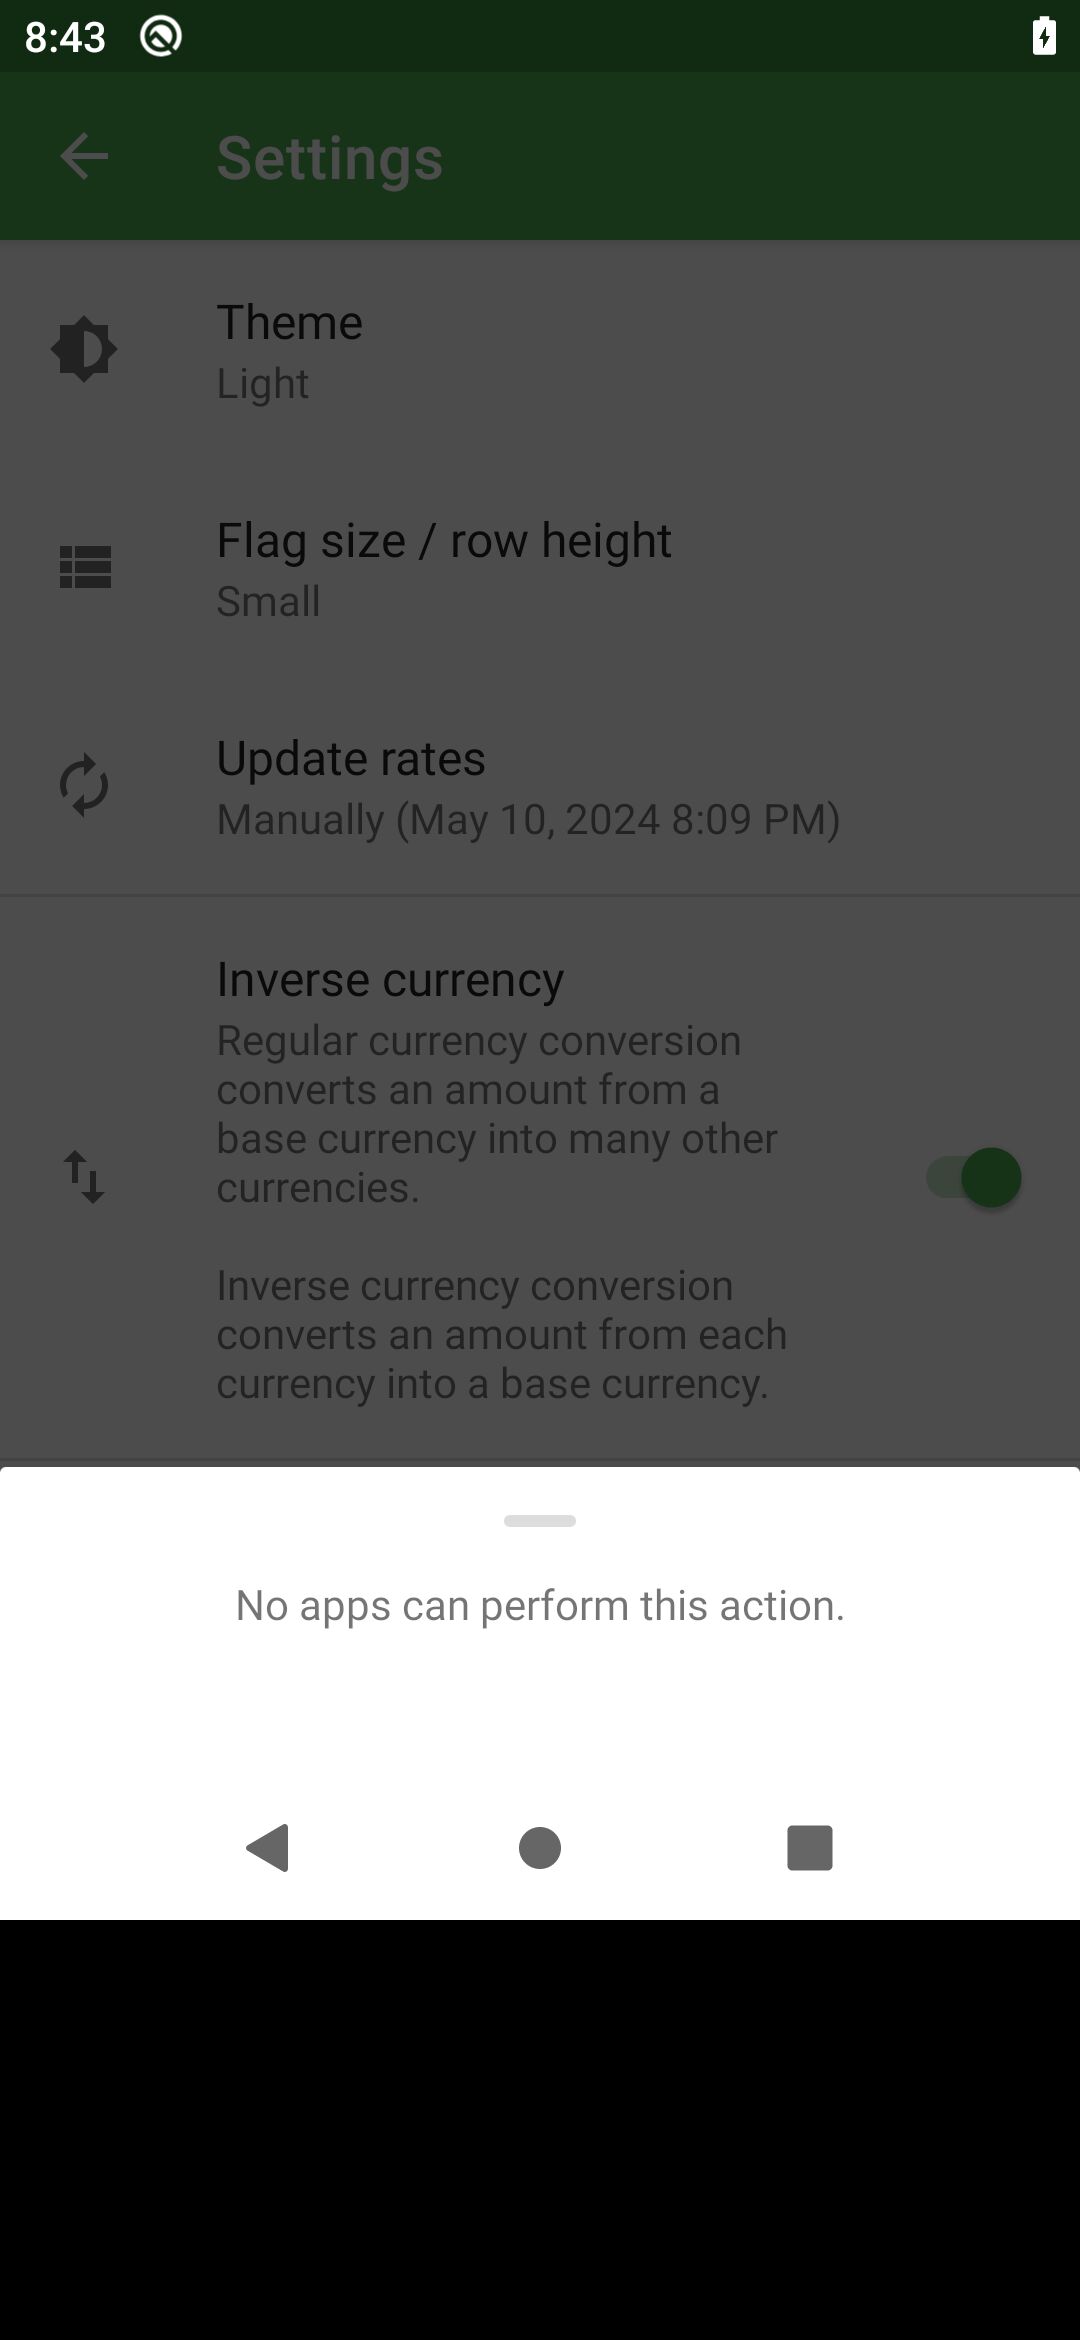 8:43
Settings
Theme
Light
Flag size / row height
Small
Update rates
Manually (May 10, 2024 8:09 PM)
Inverse currency
Regular currency conversion
converts an amount from a
base currency into many other
currencies.
Inverse currency conversion
converts an amount from each
currency into a base currency.
No apps can perform this action.